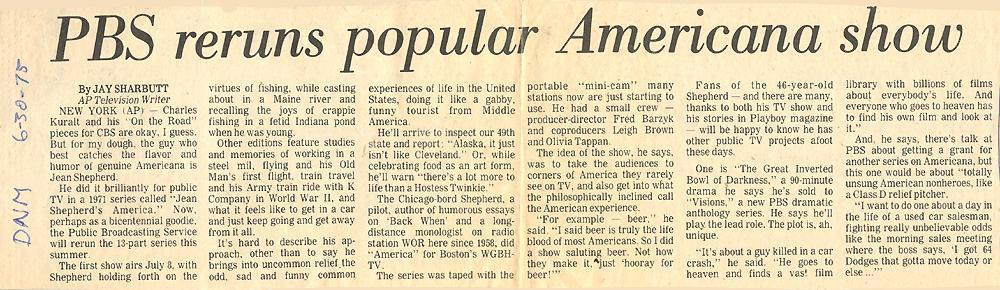 PBS reruns popular Americana show
DNM 6-30-75
By JAY SHARBUTT
AP Television Writer
NEW YORK (AP) — Charles
Kuralt and his "On the Road"
pieces for CBS are okay, I guess.
But for my dough, the guy who
best catches the flavor and
humor of genuine Americana is
Jean Shepherd.
He did it brilliantly for public
TV in a 1971 series called "Jean
Shepherd's America." Now,
perhaps as a bicentennial goodie,
the Public Broadcasting Service
will rerun the 13-part series this
summer.
The first show airs July 8, with
Shepherd holding forth on the
virtues of fishing, while casting
about in a Maine river and
recalling the joys of crappie
fishing in a fetid Indiana pond
when he was young.
Other editions feature studies
and memories of working in a
steel mil, flying and his Old
Man's first flight, train travel
and his Army train ride with K
Company in World War II, and
what it feels like to get in a car
and just keep going and get away
from it all.
It's hard to describe his ap-
proach, other than to say he
brings into uncommon relief the
odd, sad and funny common
experiences of life in the United
States, doing it like a gabby,
funny tourist from Middle
America.
He'll arrive to inspect our 49th
state and report: "Alaska, it just
isn't like Cleveland." Or, while
celebrating food as an art form,
he'll warn "there's a lot more to
life than a Hostess Twinkie."
The Chicago-bord Shepherd, a
pilot, author of humorous essays
on 'Back When' and a long-
distance monologist on radio
station WOR here since 1958, did
"America" for Boston's WGBH-
TV.
The series was taped with the
portable "mini-cam" many
stations now are just starting to
use. He had a small crew —
producer-director Fred Barzyk
and coproducers Leigh Brown
and Olivia Tappan.
The idea of the show, he says,
was to take the audiences to
corners of America they rarely
see on TV, and also get into what
the philosophically inclined call
the American experience.
"For example — beer," he
said. "I said beer is truly the life
blood of most Americans. So I did
a show saluting beer. Not how
they make it, just 'hooray for
beer!'"
Fans of the 46-year-old
Shepherd — and there are many,
thanks to both his TV show and
his stories in Playboy magazine
— will be happy to know he has
other public TV projects afoot
these days.
One is "The Great Inverted
Bowl of Darkness," a 90-minute
drama he says he's sold to
"Visions," a new PBS dramatic
anthology series. He says he'll
play the lead role. The plot is, ah,
unique.
"It's about a guy killed in a car
crash," he said. "He goes to
heaven and finds a vast film
library with billions of films
about everybody's life. And
everyone who goes to heaven has
to find his own film and look at
it."
And, he says, there's talk at
PBS about getting a grant for
another series on Americana, but
this one would be about "totally
unsung American nonheroes, like
a Class D relief pitcher.
"I want to do one about a day in
the life of a used car salesman,
fighting really unbelievable odds
like the morning sales meeting
where the boss says, 'I got 64
Dodges that gotta move today or
else ...'"